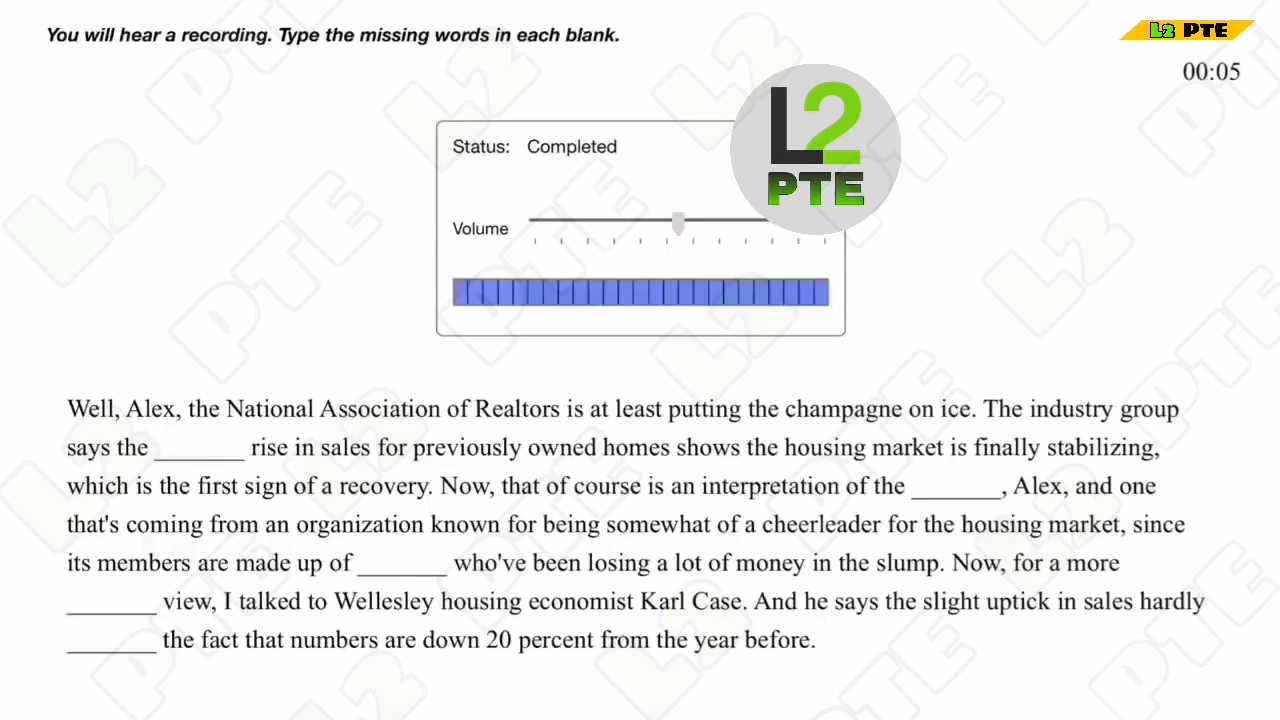 You will hear a recording. Type the missing words in each blank.
L2 PTE
00:05
L2
PTE
Status: Completed
Volume
Well, Alex, the National Association of Realtors is at least putting the champagne on ice. The industry group
says the _______ rise in sales for previously owned homes shows the housing market is finally stabilizing,
which is the first sign of a recovery. Now, that of course is an interpretation of the _______, Alex, and one
that's coming from an organization known for being somewhat of a cheerleader for the housing market, since
its members are made up of _______ who've been losing a lot of money in the slump. Now, for a more
_______ view, I talked to Wellesley housing economist Karl Case. And he says the slight uptick in sales hardly
_______ the fact that numbers are down 20 percent from the year before.